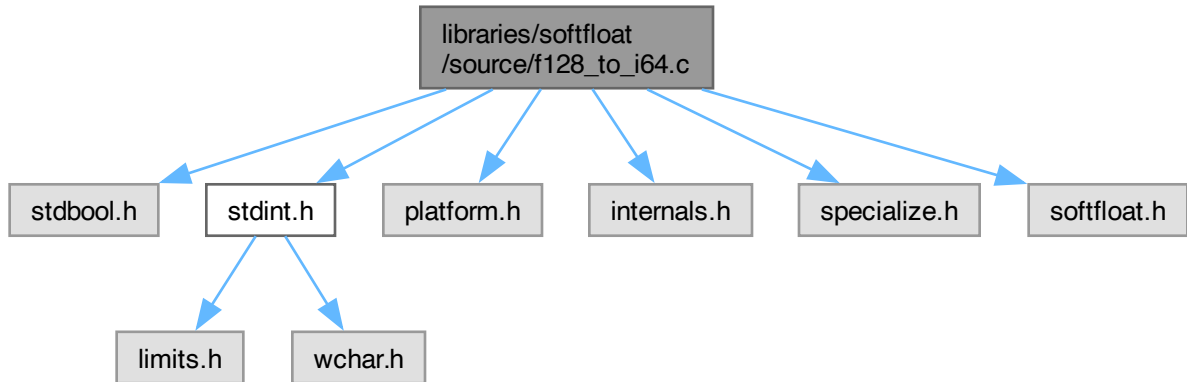 libraries/softfloat
/source/f128_to_i64.c
stdbool.h
stdint.h
platform.h
internals.h
specialize.h
softfloat.h
limits.h
wchar.h